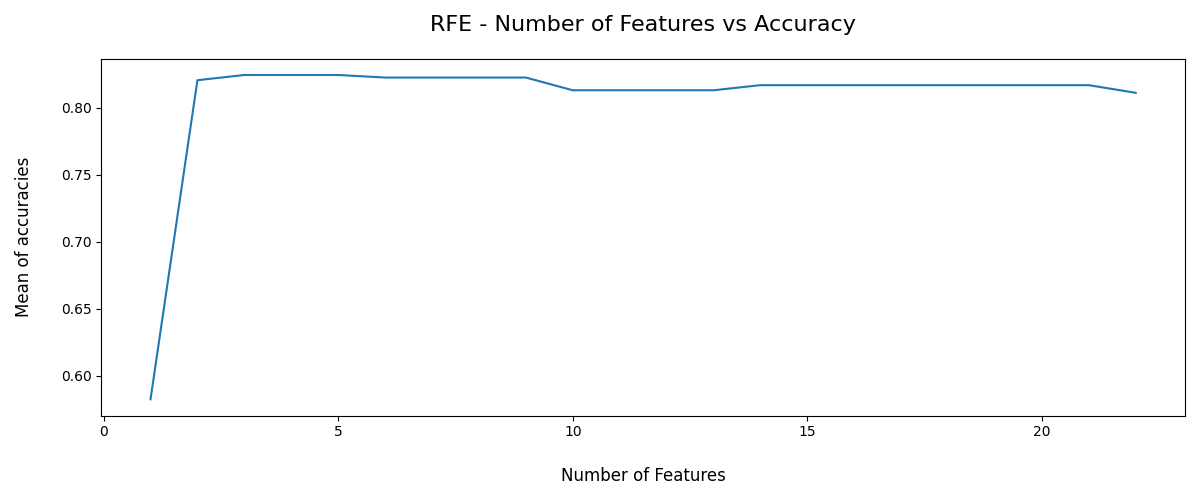 RFE - Number of Features vs Accuracy
0.80
0.75
0.70
0.65
0.60
Mean of accuracies
0 5 10 15 20
Number of Features